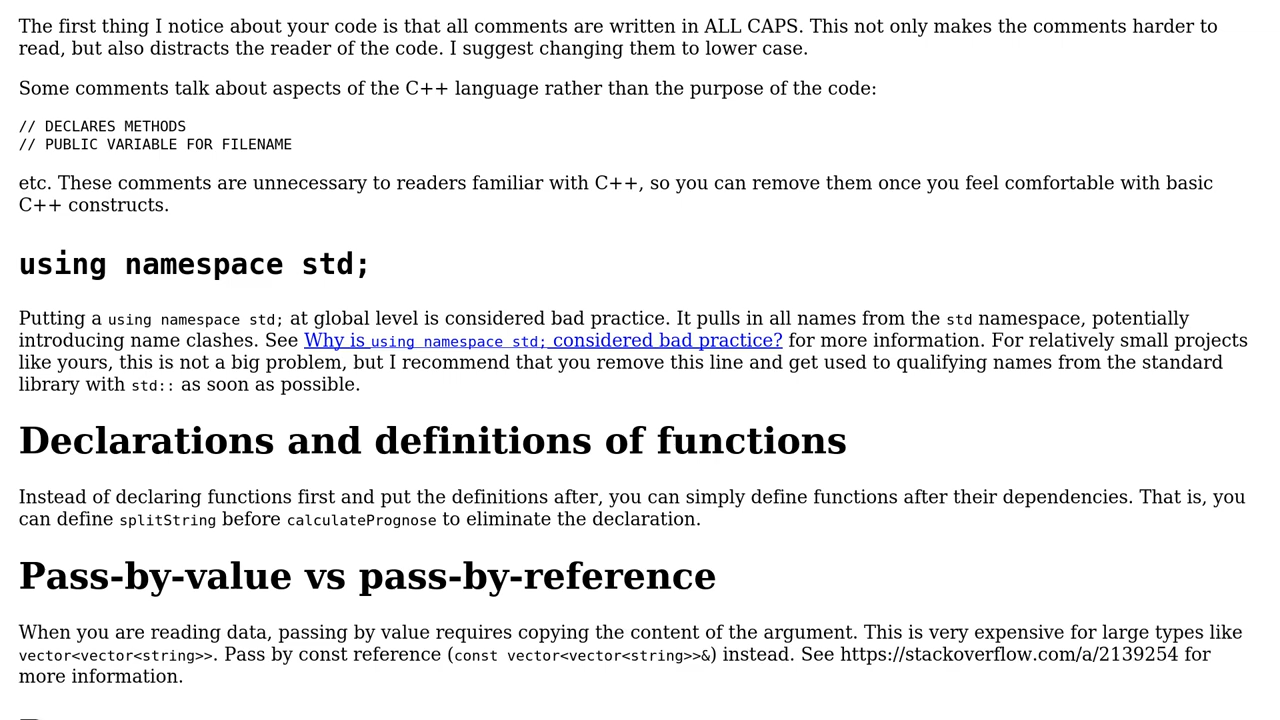 The first thing I notice about your code is that all comments are written in ALL CAPS. This not only makes the comments harder to
read, but also distracts the reader of the code. I suggest changing them to lower case.
Some comments talk about aspects of the C++ language rather than the purpose of the code:
// DECLARES METHODS
// PUBLIC VARIABLE FOR FILENAME
etc. These comments are unnecessary to readers familiar with C++, so you can remove them once you feel comfortable with basic
C++ constructs.
using namespace std;
Putting a using namespace std; at global level is considered bad practice. It pulls in all names from the std namespace, potentially
introducing name clashes. See Why is using namespace std; considered bad practice? for more information. For relatively small projects
like yours, this is not a big problem, but I recommend that you remove this line and get used to qualifying names from the standard
library with std:: as soon as possible.
Declarations and definitions of functions
Instead of declaring functions first and put the definitions after, you can simply define functions after their dependencies. That is, you
can define splitString before calculatePrognose to eliminate the declaration.
Pass-by-value vs pass-by-reference
When you are reading data, passing by value requires copying the content of the argument. This is very expensive for large types like
vector<vector<string>>. Pass by const reference (const vector<vector<string>>&) instead. See https://stackoverflow.com/a/2139254 for
more information.